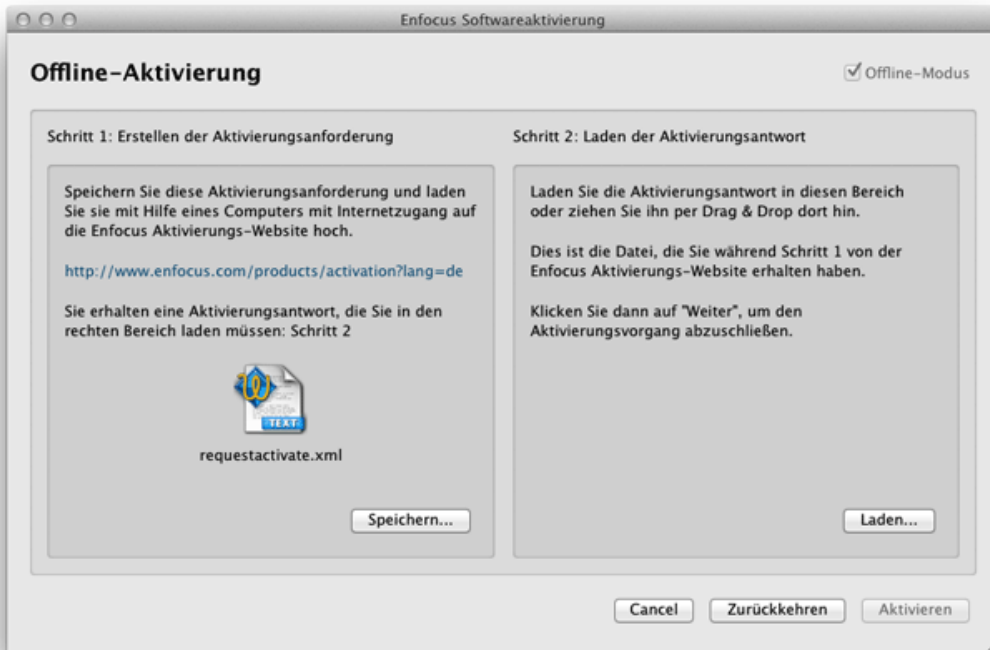 Enfocus Softwareaktivierung
Offline-Aktivierung
Offline-Modus
Schritt 1: Erstellen der Aktivierungsanforderung
Speichern Sie diese Aktivierungsanforderung und laden
Sie sie mit Hilfe eines Computers mit Internetzugang auf
die Enfocus Aktivierungs-Website hoch.
http://www.enfocus.com/products/activation?lang=de
Sie erhalten eine Aktivierungsantwort, die Sie in den
rechten Bereich laden müssen: Schritt 2
TEXT
requestactivate.xml
Speichern...
Schritt 2: Laden der Aktivierungsantwort
Laden Sie die Aktivierungsantwort in diesen Bereich
oder ziehen Sie ihn per Drag & Drop dort hin.
Dies ist die Datei, die Sie während Schritt 1 von der
Enfocus Aktivierungs-Website erhalten haben.
Klicken Sie dann auf "Weiter", um den
Aktivierungsvorgang abzuschließen.
Laden...
Cancel
Zurückkehren
Aktivieren